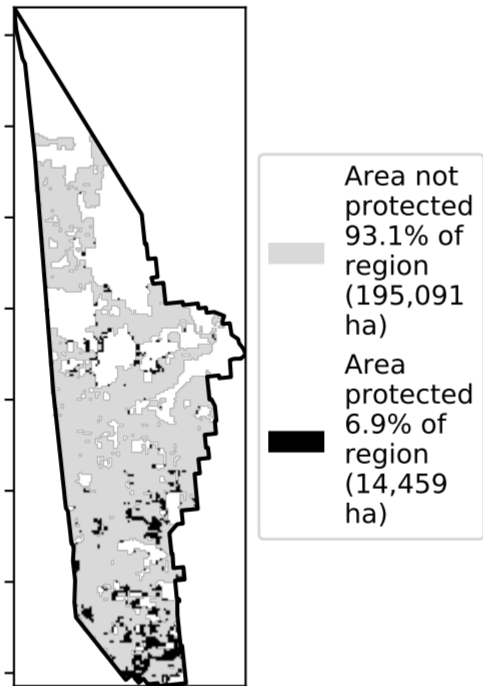 Area not
protected
93.1% of
region
(195,091
ha)
Area
protected
6.9% of
region
(14,459
ha)